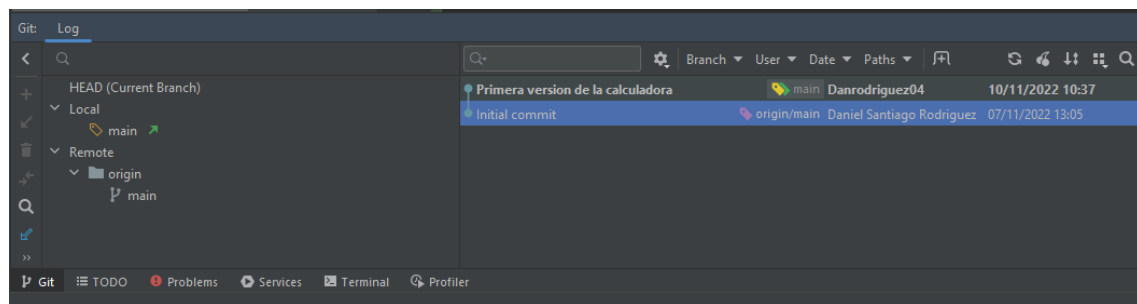 Git: Log
Branch User Date Paths
HEAD (Current Branch)
Local
main
Remote
origin
main
Primera version de la calculadora main Danrodriguez04 10/11/2022 10:37
Initial commit origin/main Daniel Santiago Rodriguez 07/11/2022 13:05
Git TODO Problems Services Terminal Profiler